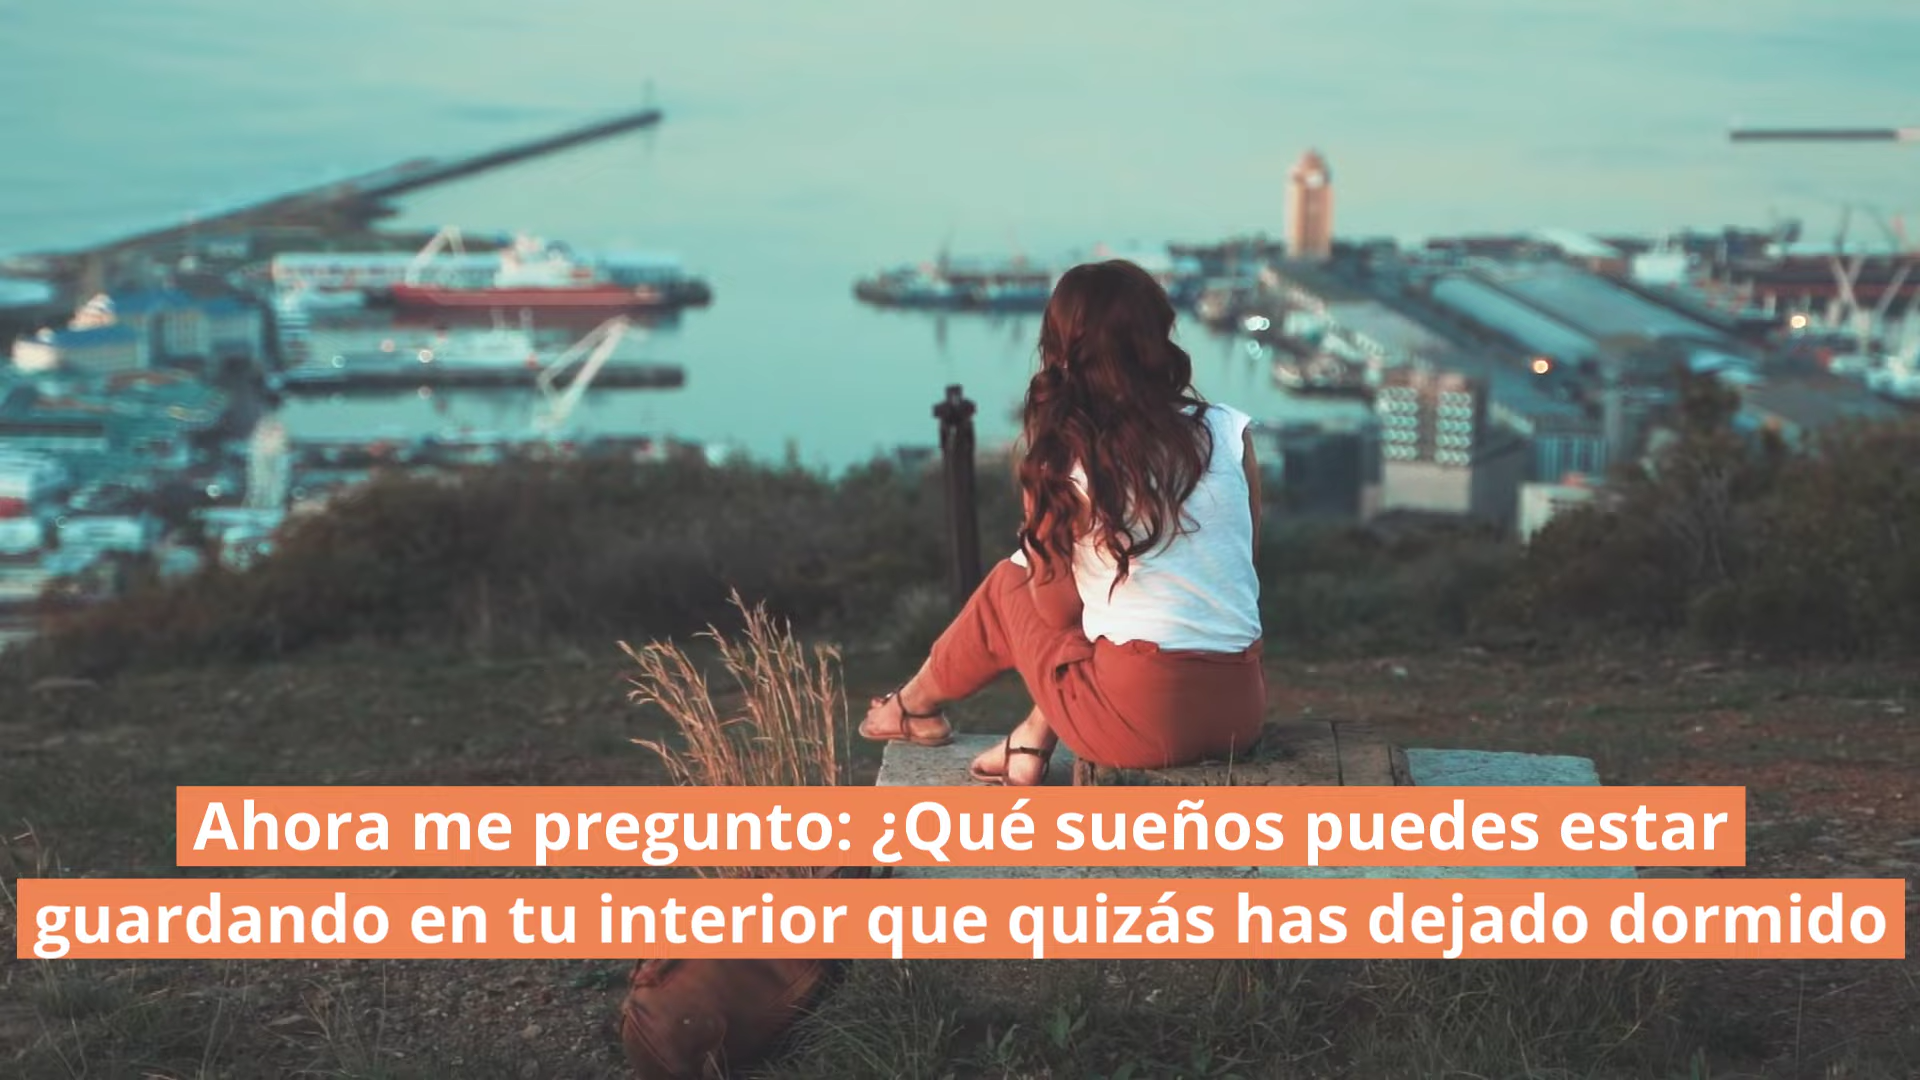 Ahora me pregunto: ¿Qué sueños puedes estar
guardando en tu interior que quizás has dejado dormido